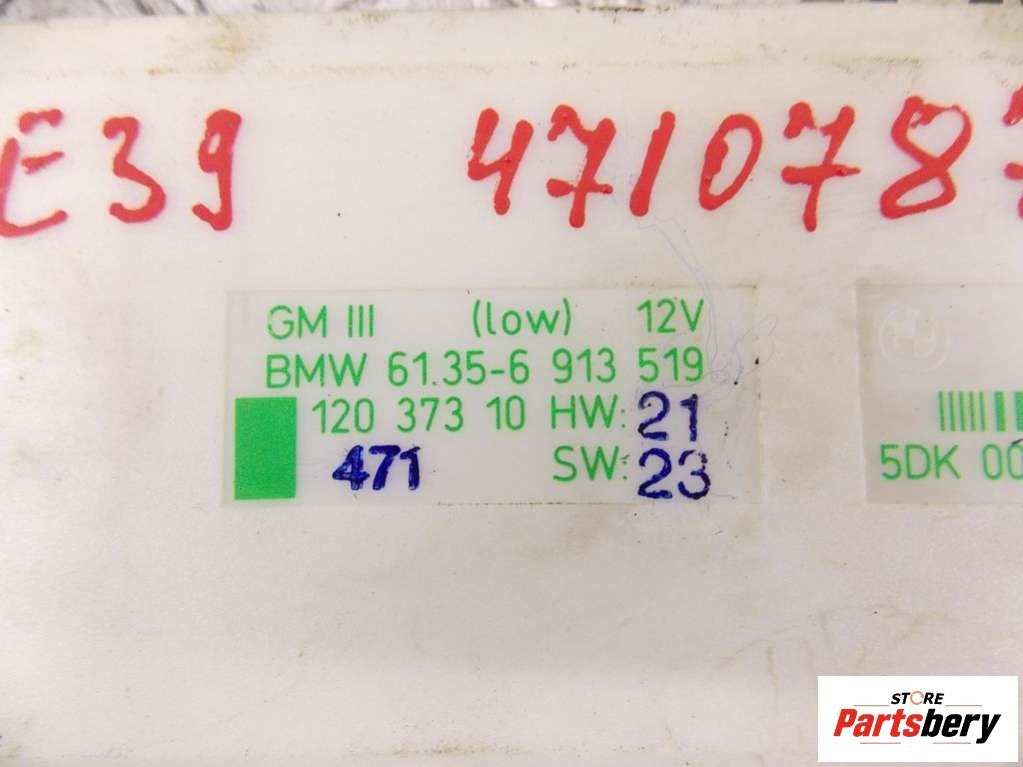 E39 471078
GM III (low) 12V
BMW 61.35-6 913 519
120 373 10 HW: 21
471 SW: 23
5DK 00
STORE
Partsbery